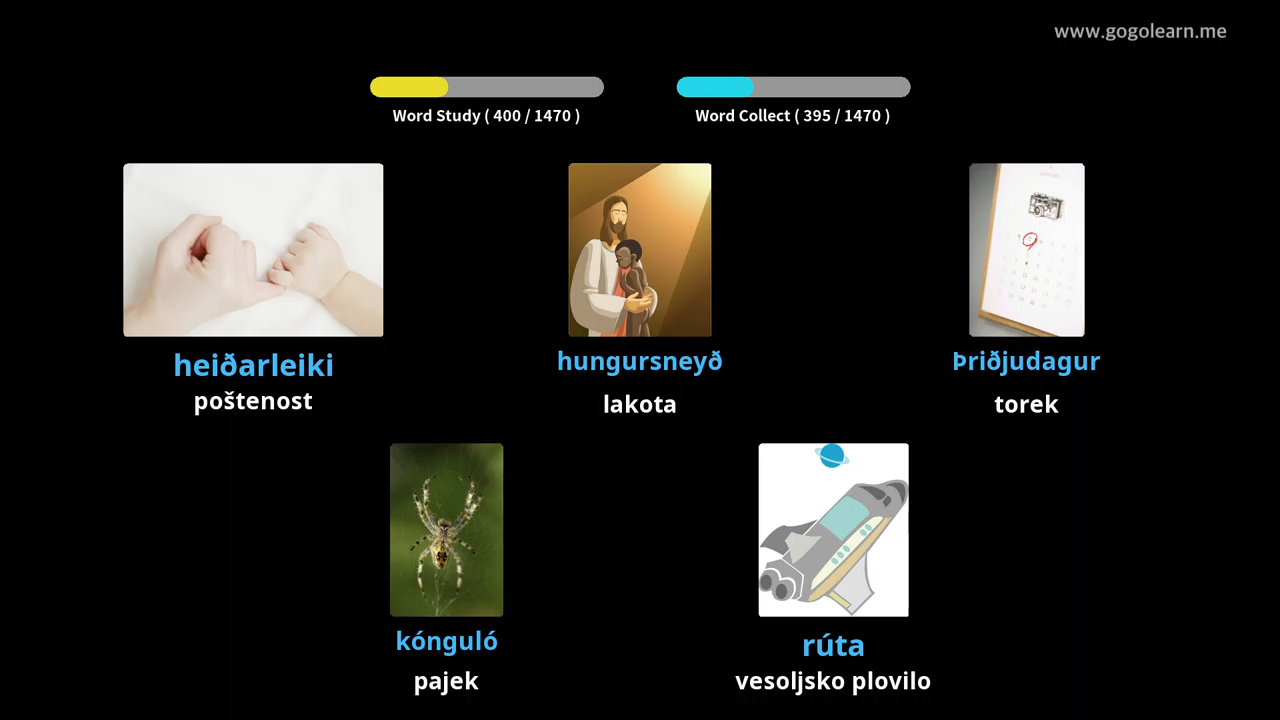 www.gogolearn.me
Word Study ( 400 / 1470 )
Word Collect ( 395 / 1470 )
heiðarleiki
poštenost
hungursneyð
lakota
Þriðjudagur
torek
kónguló
pajek
rúta
vesoljsko plovilo